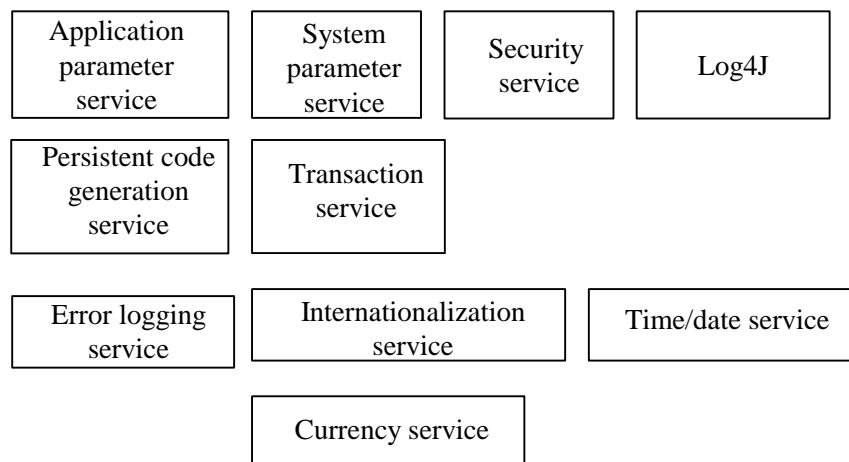 Application
parameter
service
System
parameter
service
Security
service
Log4J
Persistent code
generation
service
Transaction
service
Error logging
service
Internationalization
service
Time/date service
Currency service